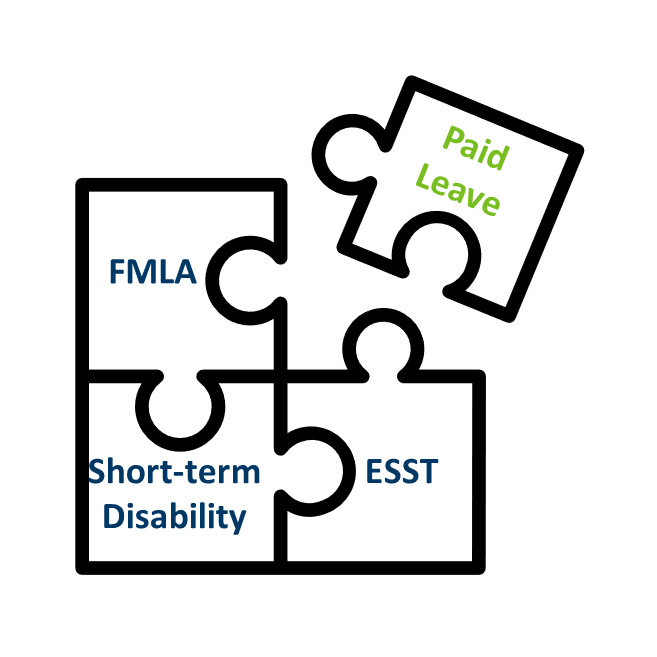 Paid
Leave
FMLA
Short-term
Disability
ESST